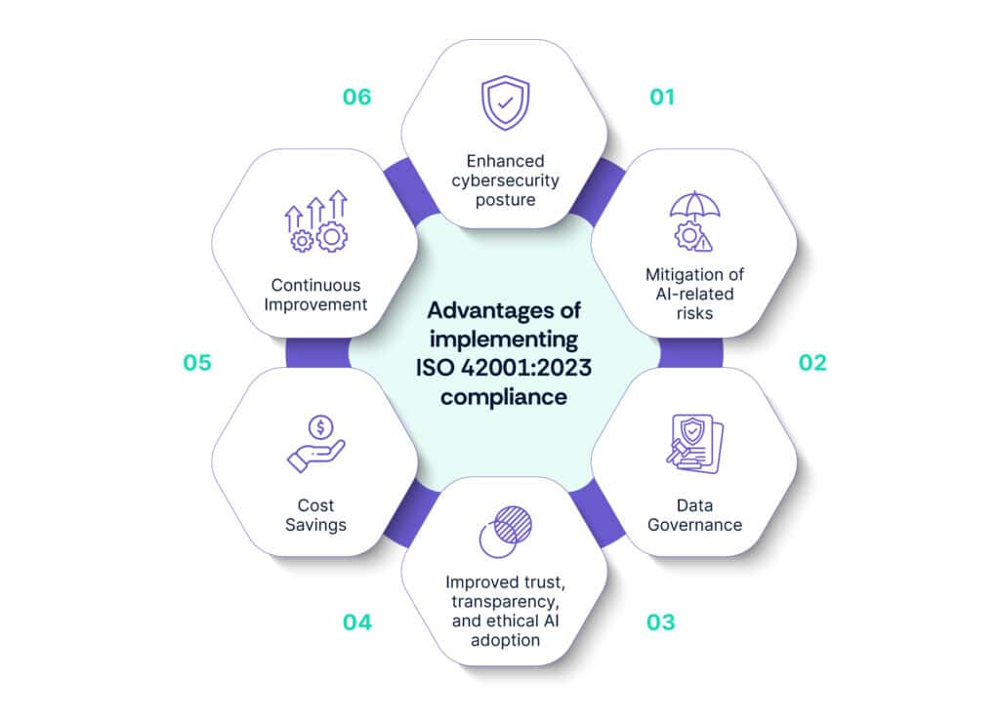 06
01
Enhanced
cybersecurity
posture
Mitigation of
AI-related
risks
Continuous
Improvement
Advantages of
implementing
ISO 42001:2023
compliance
05
02
$
Cost
Savings
Data
Governance
Improved trust,
transparency,
and ethical AI
adoption
04
03